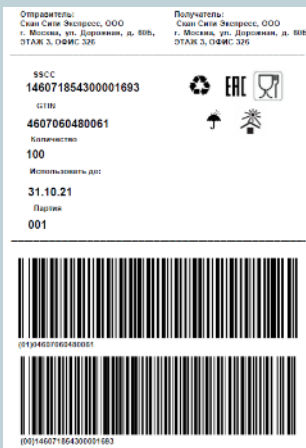 Отправитель:
Скан Сити Экспресс, ООО
г. Москва, ул. Дорожная, д. 60Б,
ЭТАЖ 3, ОФИС 326
Получатель:
Скан Сити Экспресс, ООО
г. Москва, ул. Дорожная, д. 60Б
ЭТАЖ 3, ОФИС 326
SSCC
146071854300001693
GTIN
4607060480061
Количество
100
Использовать до:
31.10.21
Партия
001
EAC
(01)04607060480061
(00)146071854300001693